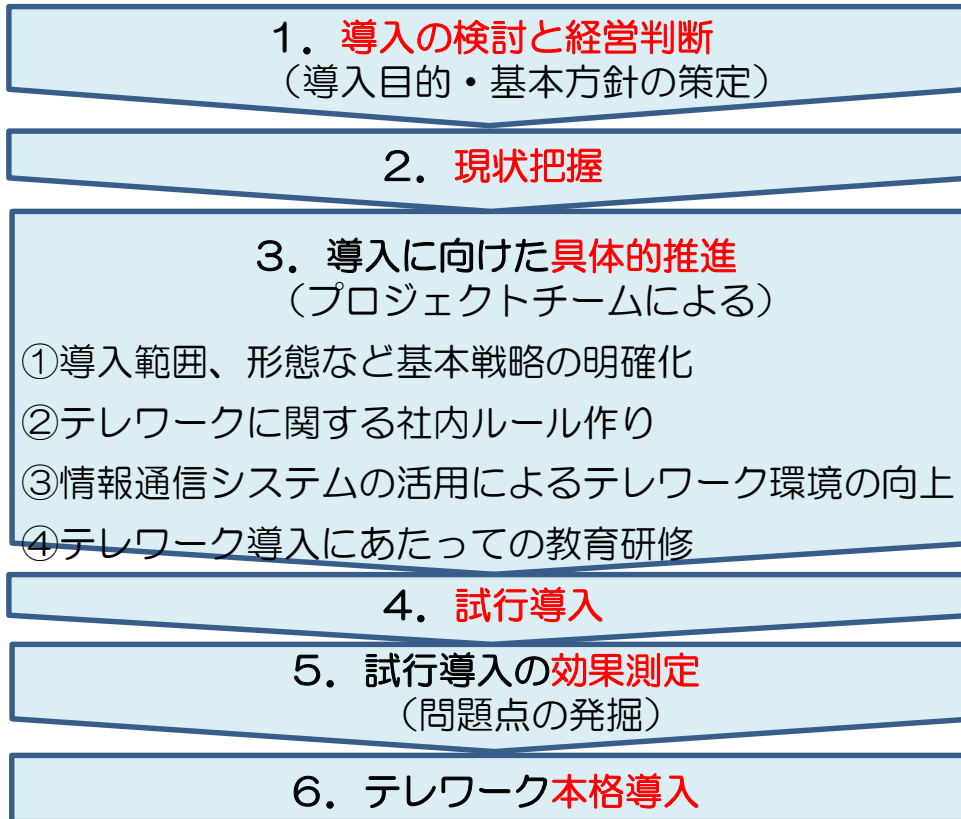 １．導入の検討と経営判断
（導入目的・基本方針の策定）
２．現状把握
３．導入に向けた具体的推進
（プロジェクトチームによる）
①導入範囲、形態など基本戦略の明確化
②テレワークに関する社内ルール作り
③情報通信システムの活用によるテレワーク環境の向上
④テレワーク導入にあたっての教育研修
４．試行導入
５．試行導入の効果測定
（問題点の発掘）
６．テレワーク本格導入